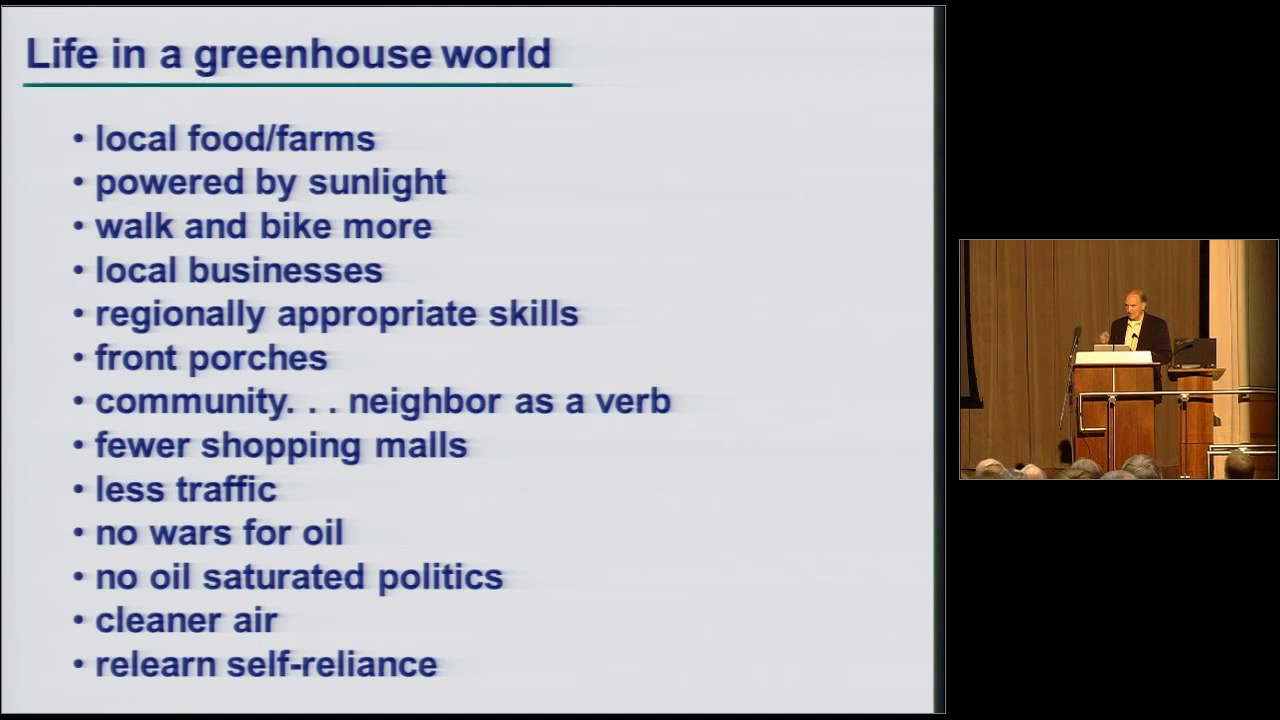 Life in a greenhouse world
• local food/farms
• powered by sunlight
• walk and bike more
• local businesses
• regionally appropriate skills
• front porches
• community. . . neighbor as a verb
• fewer shopping malls
• less traffic
• no wars for oil
• no oil saturated politics
• cleaner air
• relearn self-reliance